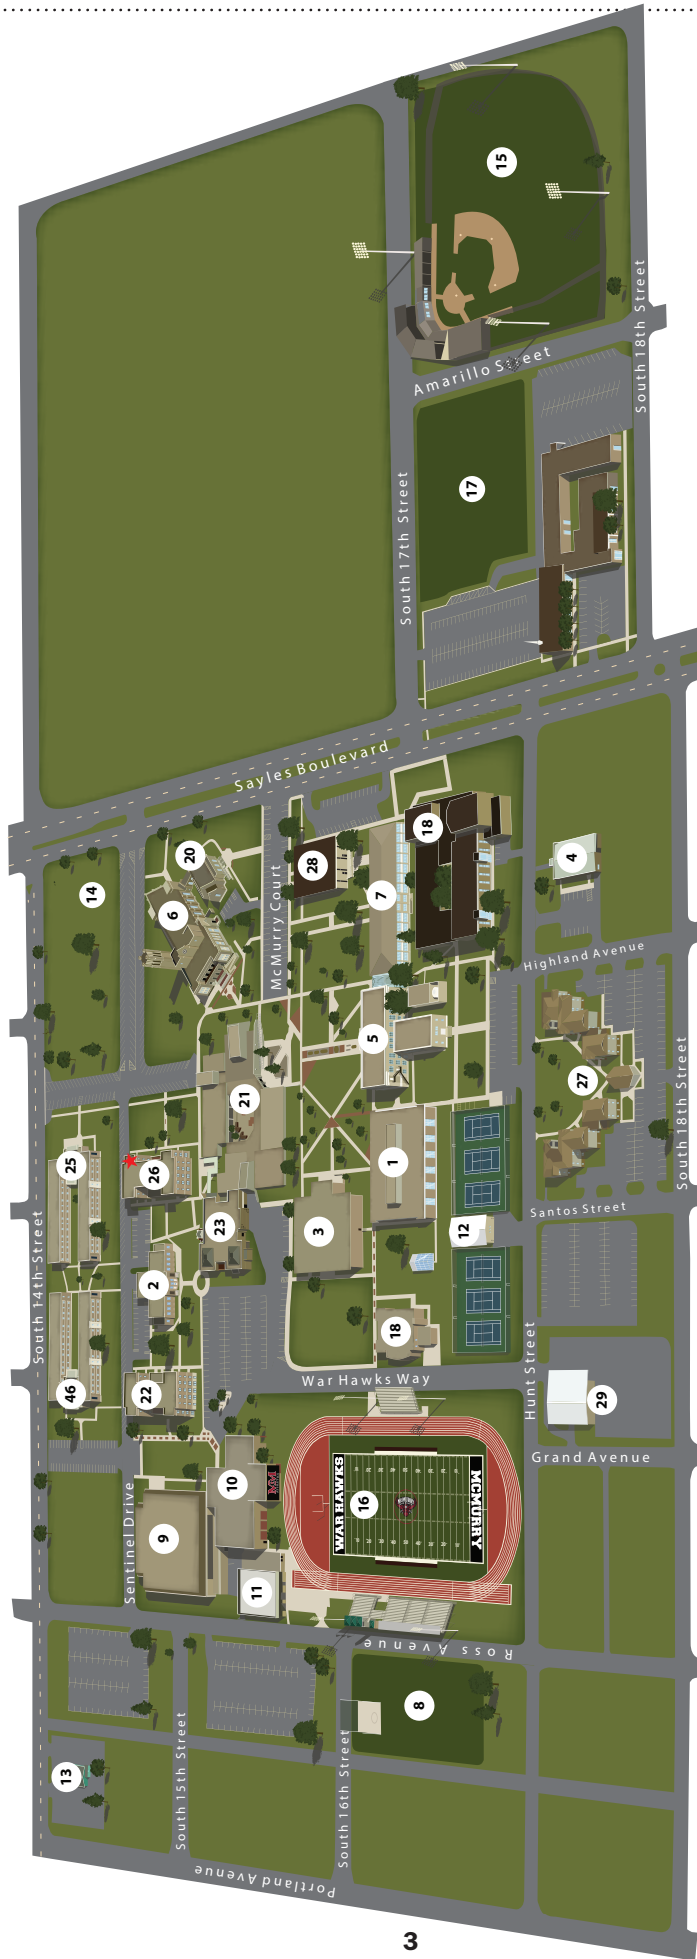 15
South 18th Street
Amarillo Street
17
South 17th Street
Sayles Boulevard
18
28
4
20
14
7
6
McMurry Court
Highland Avenue
5
South 18th Street
27
21
25
26
1
Santos Street
23
12
3
South 14th Street
2
18
War Hawks Way
Hunt Street
46
22
29
Grand Avenue
10
WAR HAWKS
16
MCMURRY
Sentinel Drive
9
11
Ross Avenue
8
South 15th Street
South 16th Street
13
Portland Avenue
3